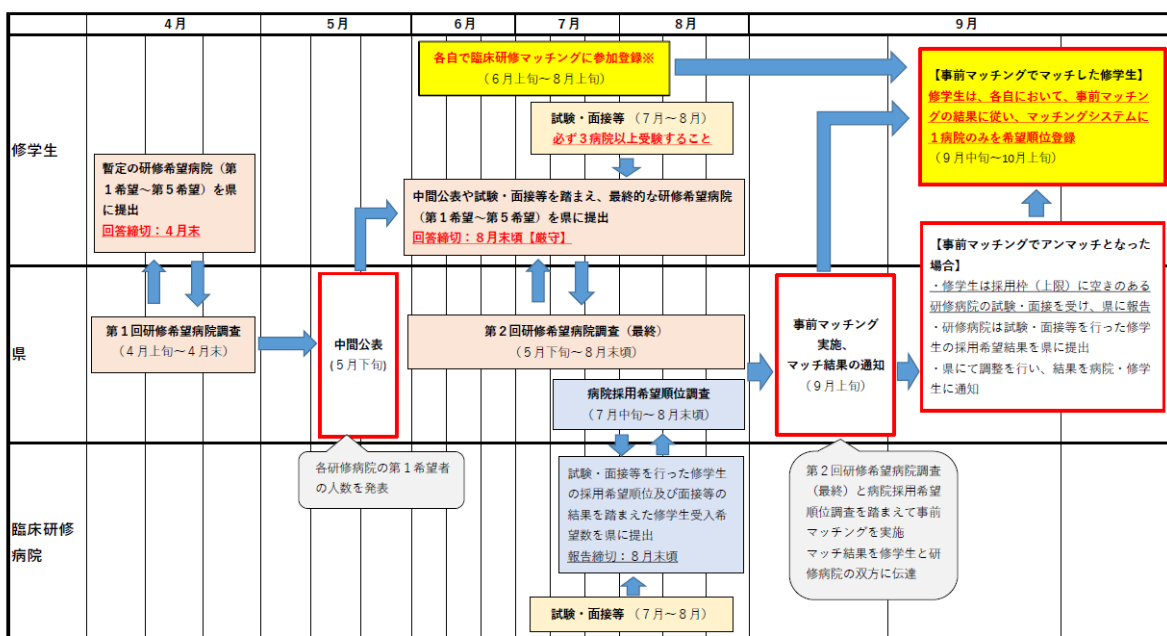 4月
5月
6月
7月
8月
9月
修学生
各自で臨床研修マッチングに参加登録※
（6月上旬～8月上旬）
試験・面接等（7月～8月）
必ず３病院以上受験すること
暫定の研修希望病院（第
１希望～第５希望）を県
に提出
回答締切：４月末
中間公表や試験・面接等を踏まえ、最終的な研修希望病院
（第１希望～第５希望）を県に提出
回答締切：８月末頃【厳守】
【事前マッチングでマッチした修学生】
修学生は、各自において、事前マッチン
グの結果に従い、マッチングシステムに
１病院のみを希望順位登録
（９月中旬～10月上旬）
【事前マッチングでアンマッチとなった
場合】
・修学生は採用枠（上限）に空きのある
研修病院の試験・面接を受け、県に報告
・研修病院は試験・面接等を行った修学
生の採用希望結果を県に提出
・県にて調整を行い、結果を病院・修学
生に通知
県
第１回研修希望病院調査
（４月上旬～４月末）
中間公表
(５月下旬)
第２回研修希望病院調査（最終）
（５月下旬～８月末頃）
病院採用希望順位調査
（７月中旬～８月末頃）
事前マッチング
実施、
マッチ結果の通知
（９月上旬）
臨床研修
病院
各研修病院の第１希望者
の人数を発表
試験・面接等を行った修学生
の採用希望順位及び面接等の
結果を踏まえた修学生受入希
望数を県に提出
報告締切：８月末頃
試験・面接等（７月～８月）
第２回研修希望病院調査
（最終）と病院採用希望
順位調査を踏まえて事前
マッチングを実施
マッチ結果を修学生と研
修病院の双方に伝達